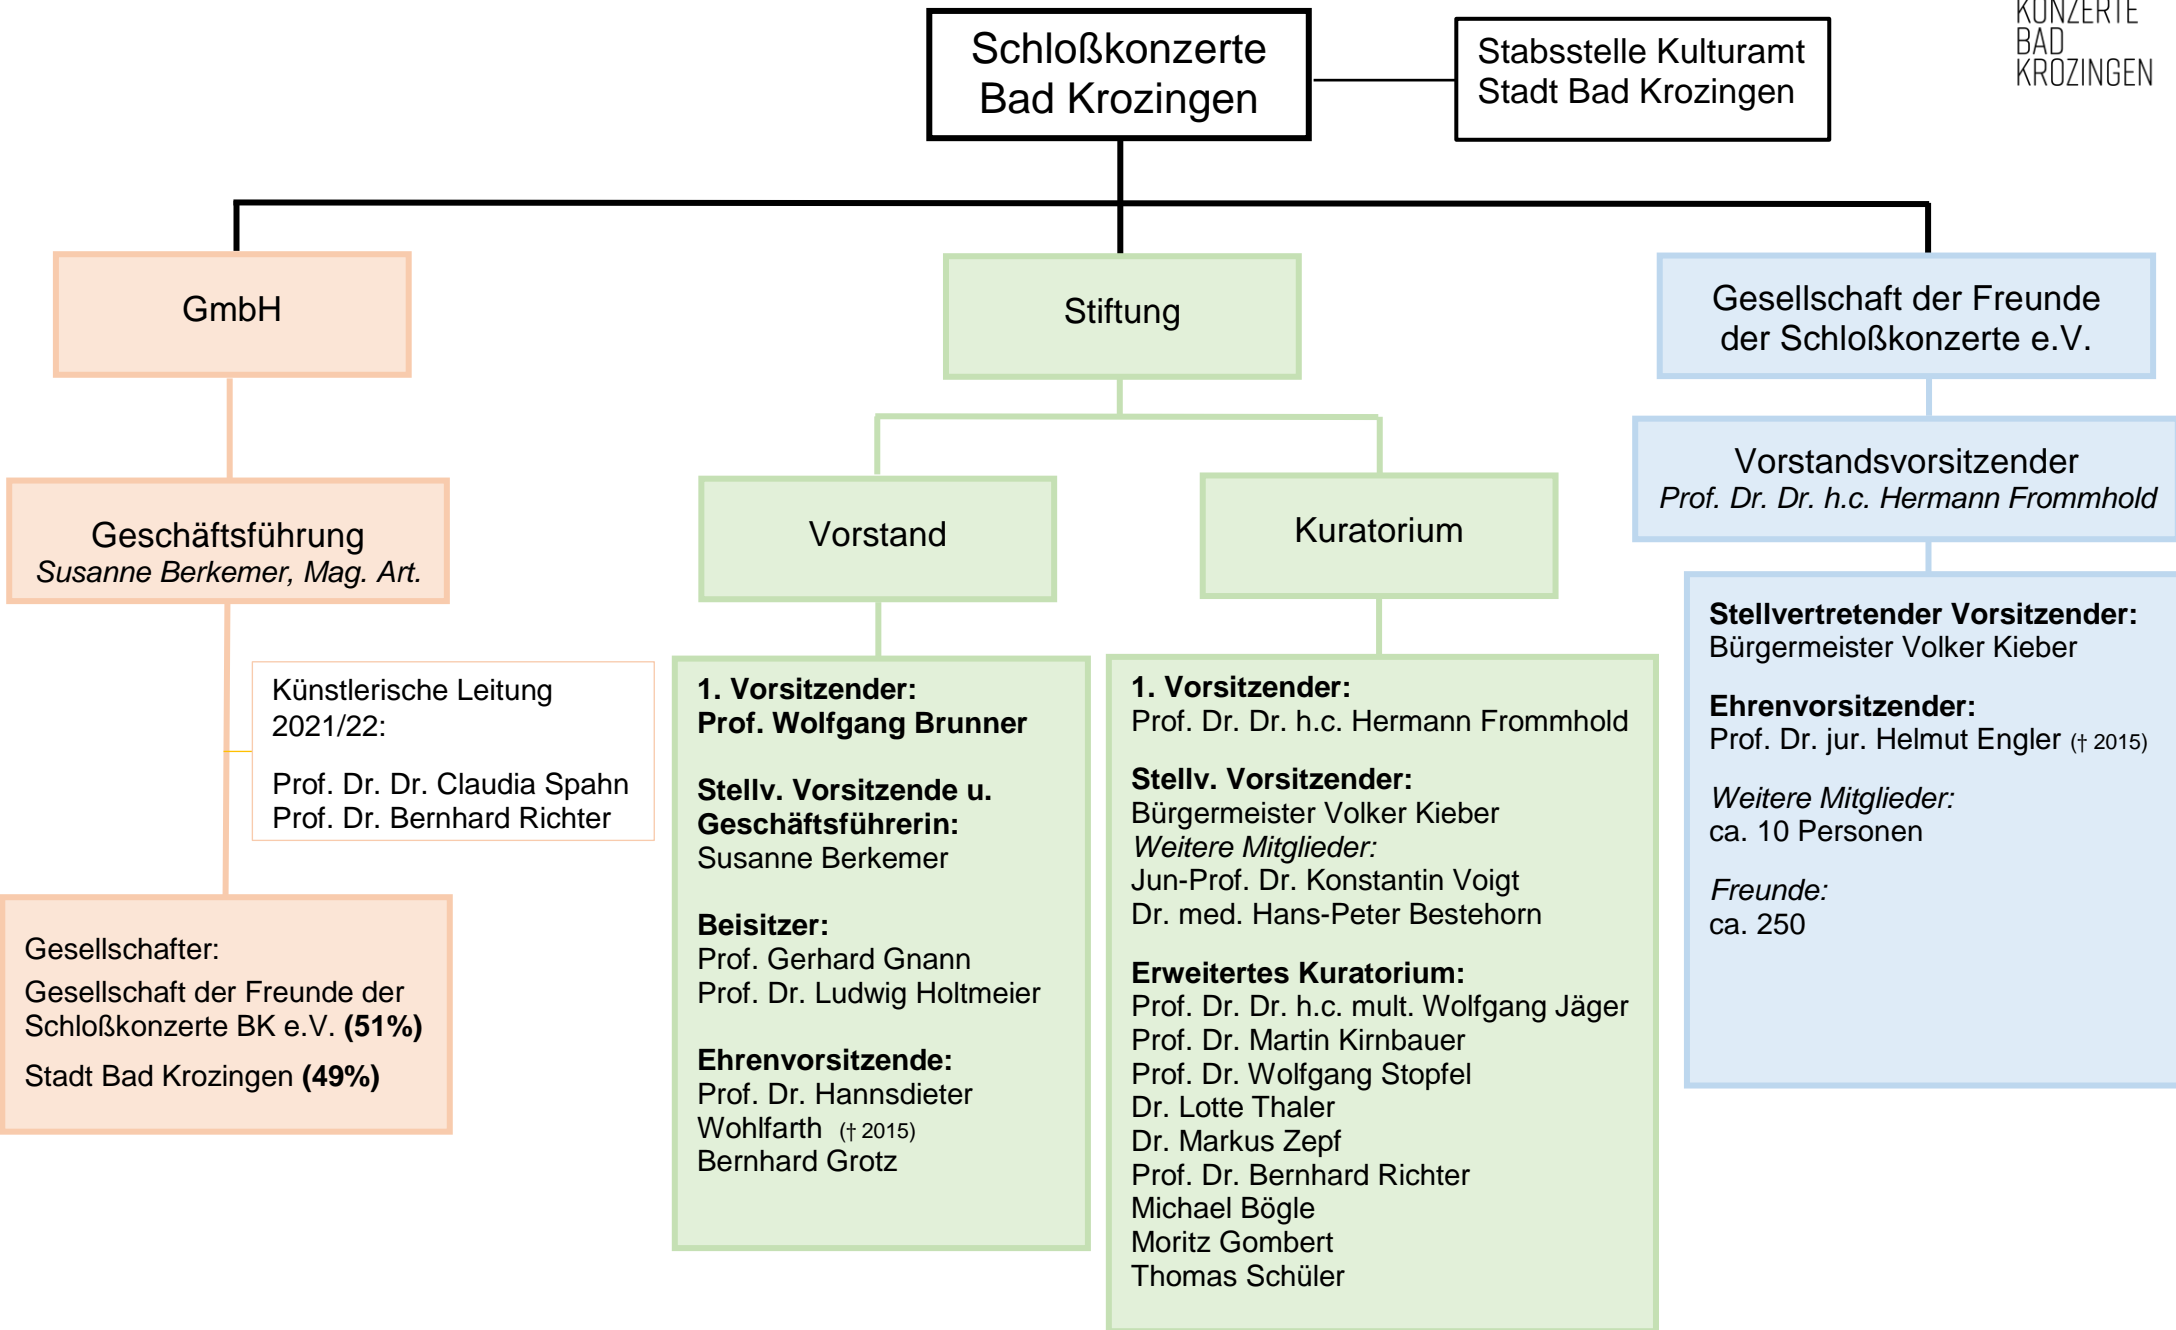 Schloßkonzerte
Bad Krozingen
Stabsstelle Kulturamt
Stadt Bad Krozingen
KONZERTE
BAD
KROZINGEN
GmbH
Geschäftsführung
Susanne Berkemer, Mag. Art.
Künstlerische Leitung
2021/22:
Prof. Dr. Dr. Claudia Spahn
Prof. Dr. Bernhard Richter
Gesellschafter:
Gesellschaft der Freunde der
Schloßkonzerte BK e.V. (51%)
Stadt Bad Krozingen (49%)
Stiftung
Vorstand
1. Vorsitzender:
Prof. Wolfgang Brunner
Stellv. Vorsitzende u.
Geschäftsführerin:
Susanne Berkemer
Beisitzer:
Prof. Gerhard Gnann
Prof. Dr. Ludwig Holtmeier
Ehrenvorsitzende:
Prof. Dr. Hannsdieter
Wohlfarth († 2015)
Bernhard Grotz
Kuratorium
1. Vorsitzender:
Prof. Dr. Dr. h.c. Hermann Frommhold
Stellv. Vorsitzender:
Bürgermeister Volker Kieber
Weitere Mitglieder:
Jun-Prof. Dr. Konstantin Voigt
Dr. med. Hans-Peter Bestehorn
Erweitertes Kuratorium:
Prof. Dr. Dr. h.c. mult. Wolfgang Jäger
Prof. Dr. Martin Kirnbauer
Prof. Dr. Wolfgang Stopfel
Dr. Lotte Thaler
Dr. Markus Zepf
Prof. Dr. Bernhard Richter
Michael Bögle
Moritz Gombert
Thomas Schüler
Gesellschaft der Freunde
der Schloßkonzerte e.V.
Vorstandsvorsitzender
Prof. Dr. Dr. h.c. Hermann Frommhold
Stellvertretender Vorsitzender:
Bürgermeister Volker Kieber
Ehrenvorsitzender:
Prof. Dr. jur. Helmut Engler († 2015)
Weitere Mitglieder:
ca. 10 Personen
Freunde:
ca. 250